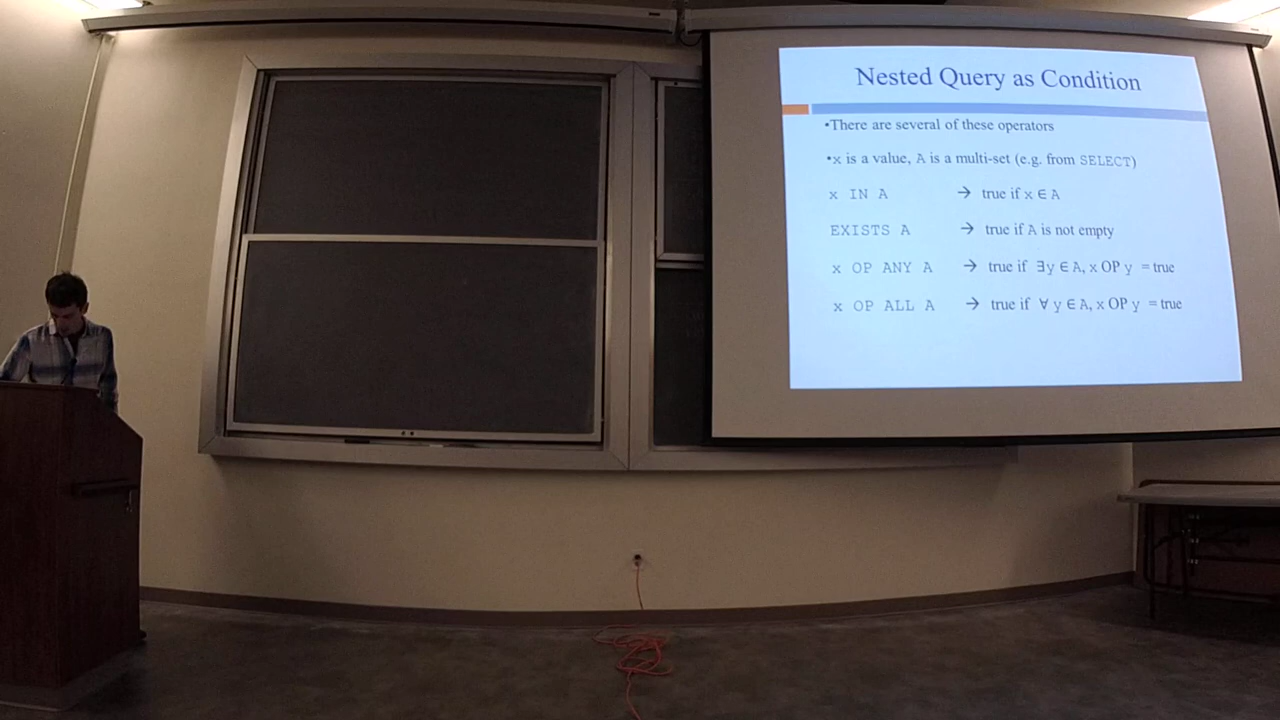 Nested Query as Condition
•There are several of these operators
•x is a value, A is a multi-set (e.g. from SELECT)
x IN A → true if x ∈ A
EXISTS A → true if A is not empty
x OP ANY A → true if ∃y ∈ A, x OP y = true
x OP ALL A → true if ∀ y ∈ A, x OP y = true